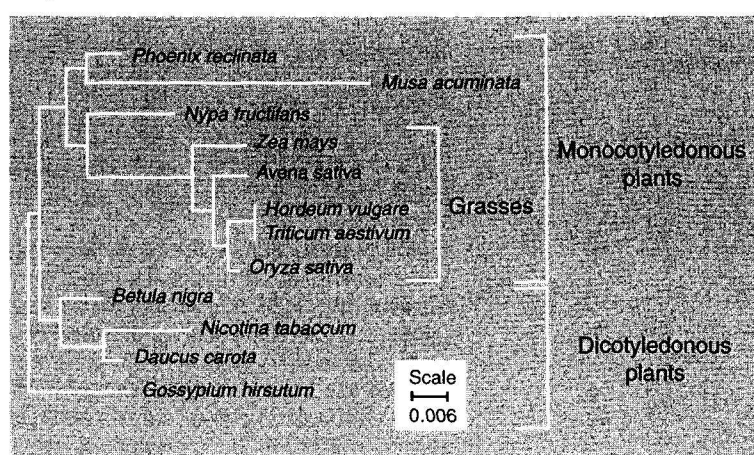 Phoenix reclinata
Musa acuminata
Nypa fructifans
Zea mays
Avena sativa
Hordeum vulgare
Triticum aestivum
Oryza sativa
Grasses
Monocotyledonous
plants
Betula nigra
Nicotina tabaccum
Daucus carota
Gossypium hirsutum
Scale
0.006
Dicotyledonous
plants